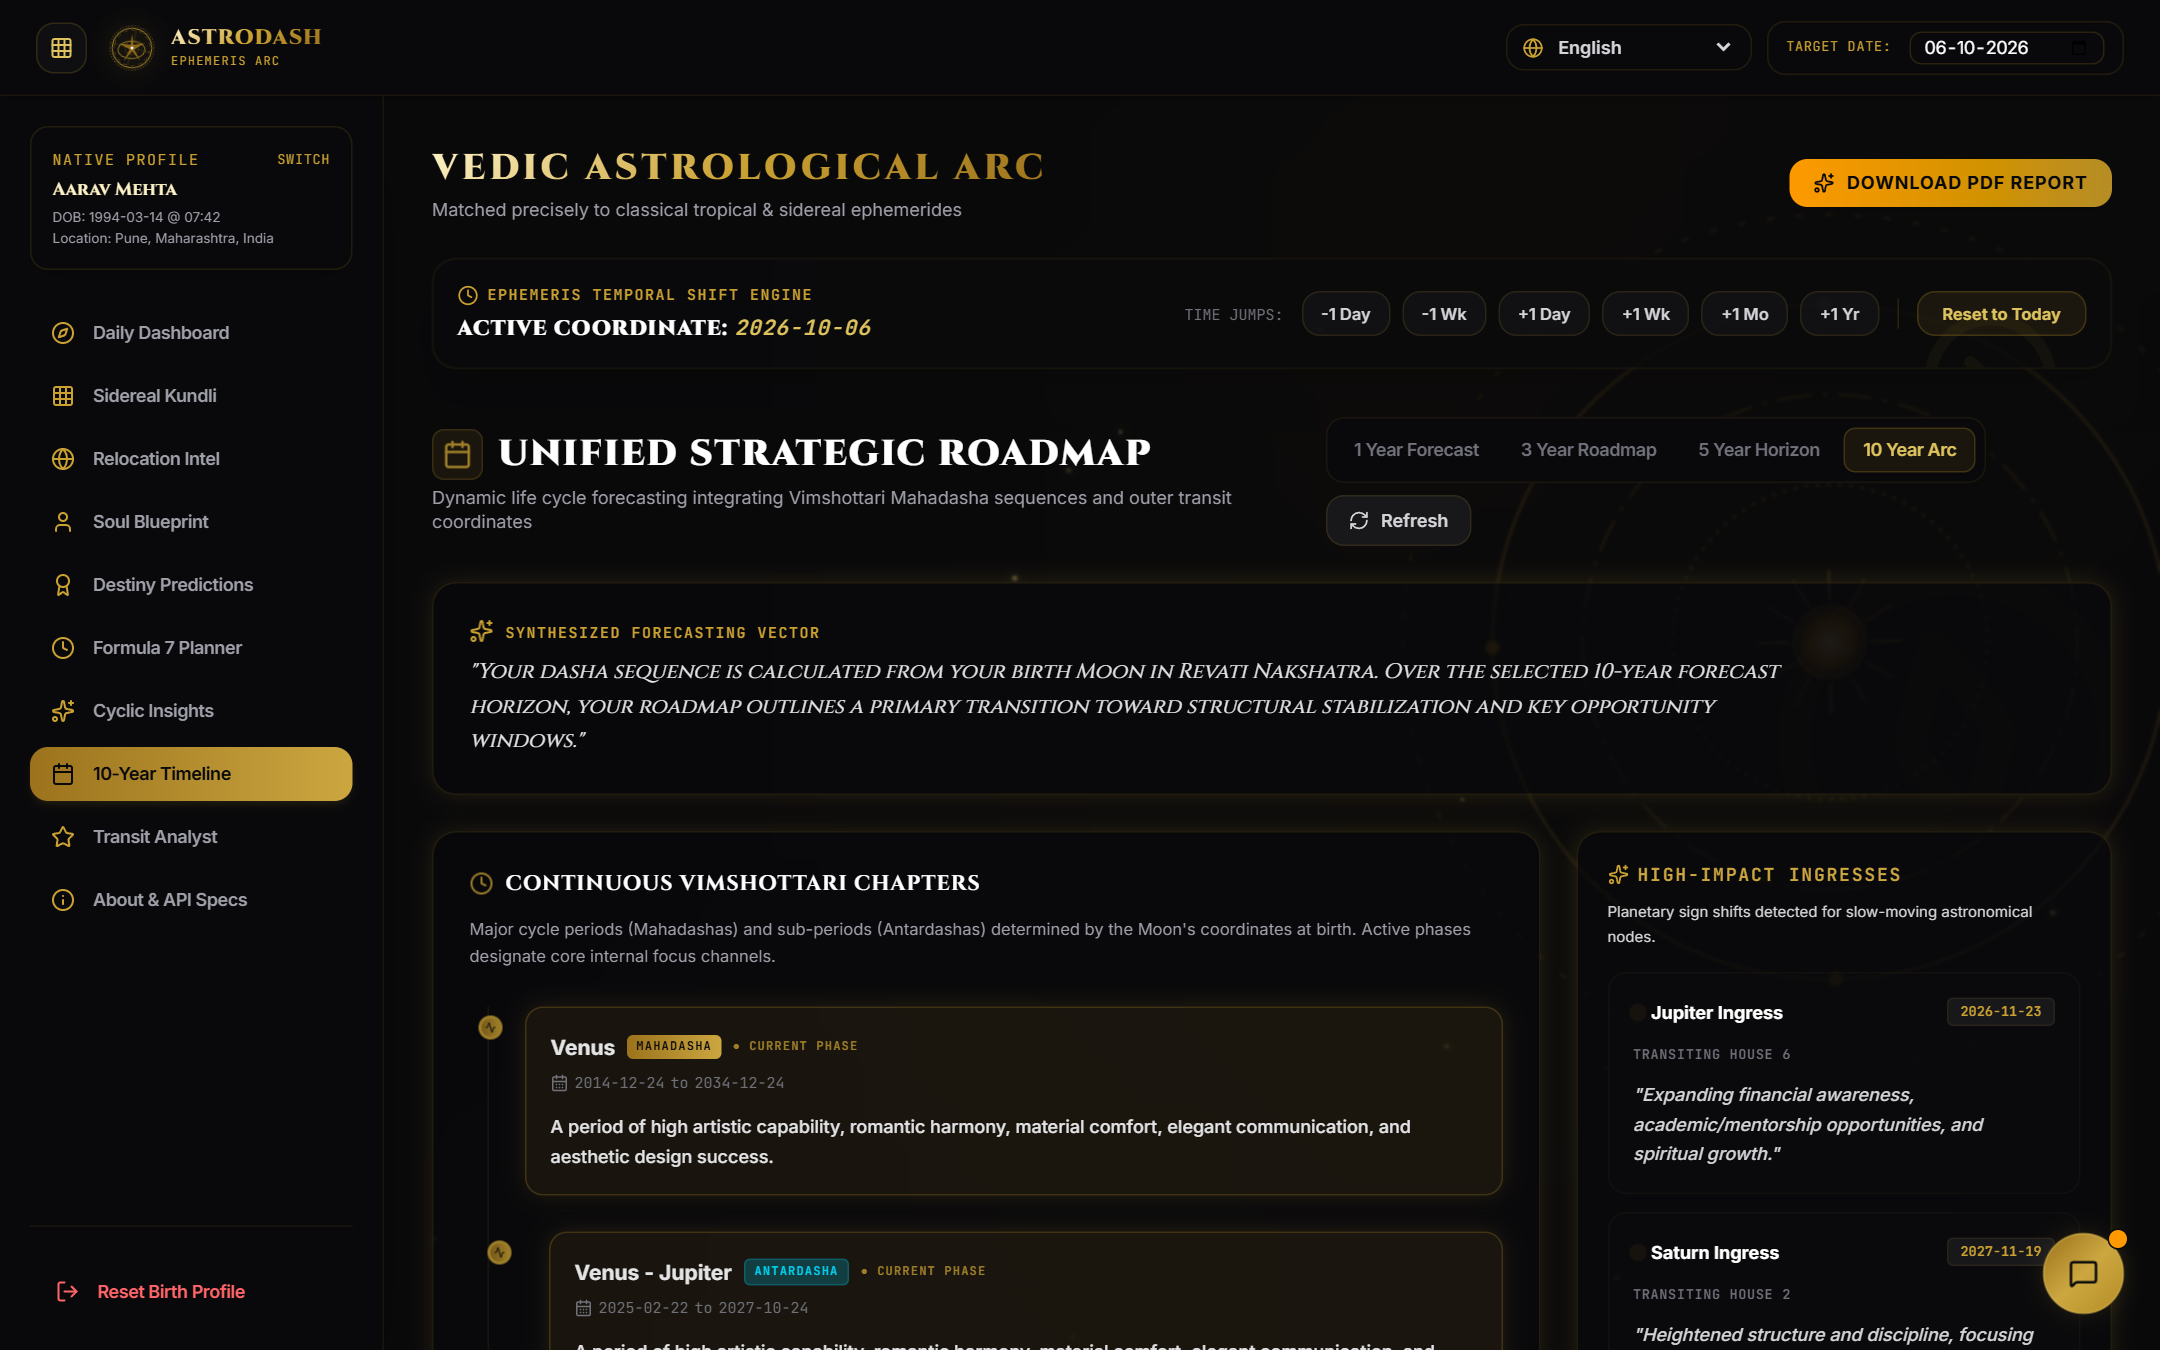 ASTRODASH
EPHEMERIS ARC
English
TARGET DATE:
06-10-2026
NATIVE PROFILE
SWITCH
AARAV MEHTA
DOB: 1994-03-14 @ 07:42
Location: Pune, Maharashtra, India
Daily Dashboard
Sidereal Kundli
Relocation Intel
Soul Blueprint
Destiny Predictions
Formula 7 Planner
Cyclic Insights
10-Year Timeline
Transit Analyst
About & API Specs
Reset Birth Profile
VEDIC ASTROLOGICAL ARC
Matched precisely to classical tropical & sidereal ephemerides
DOWNLOAD PDF REPORT
EPHEMERIS TEMPORAL SHIFT ENGINE
ACTIVE COORDINATE: 2026-10-06
TIME JUMPS:
-1 Day
-1 Wk
+1 Day
+1 Wk
+1 Mo
+1 Yr
Reset to Today
UNIFIED STRATEGIC ROADMAP
Dynamic life cycle forecasting integrating Vimshottari Mahadasha sequences and outer transit
coordinates
1 Year Forecast
3 Year Roadmap
5 Year Horizon
10 Year Arc
Refresh
SYNTHESIZED FORECASTING VECTOR
"YOUR DASHA SEQUENCE IS CALCULATED FROM YOUR BIRTH MOON IN REVATI NAKSHATRA. OVER THE SELECTED 10-YEAR FORECAST
HORIZON, YOUR ROADMAP OUTLINES A PRIMARY TRANSITION TOWARD STRUCTURAL STABILIZATION AND KEY OPPORTUNITY
WINDOWS."
CONTINUOUS VIMSHOTTARI CHAPTERS
Major cycle periods (Mahadashas) and sub-periods (Antardashas) determined by the Moon's coordinates at birth. Active phases
designate core internal focus channels.
Venus
MAHADASHA
• CURRENT PHASE
2014-12-24 to 2034-12-24
A period of high artistic capability, romantic harmony, material comfort, elegant communication, and
aesthetic design success.
Venus - Jupiter
ANTARDASHA
• CURRENT PHASE
2025-02-22 to 2027-10-24
A period of high artistic capability, romantic harmony, material comfort, elegant communication, and
HIGH-IMPACT INGRESSES
Planetary sign shifts detected for slow-moving astronomical
nodes.
Jupiter Ingress
2026-11-23
TRANSITING HOUSE 6
"Expanding financial awareness,
academic/mentorship opportunities, and
spiritual growth."
Saturn Ingress
2027-11-19
TRANSITING HOUSE 2
"Heightened structure and discipline, focusing